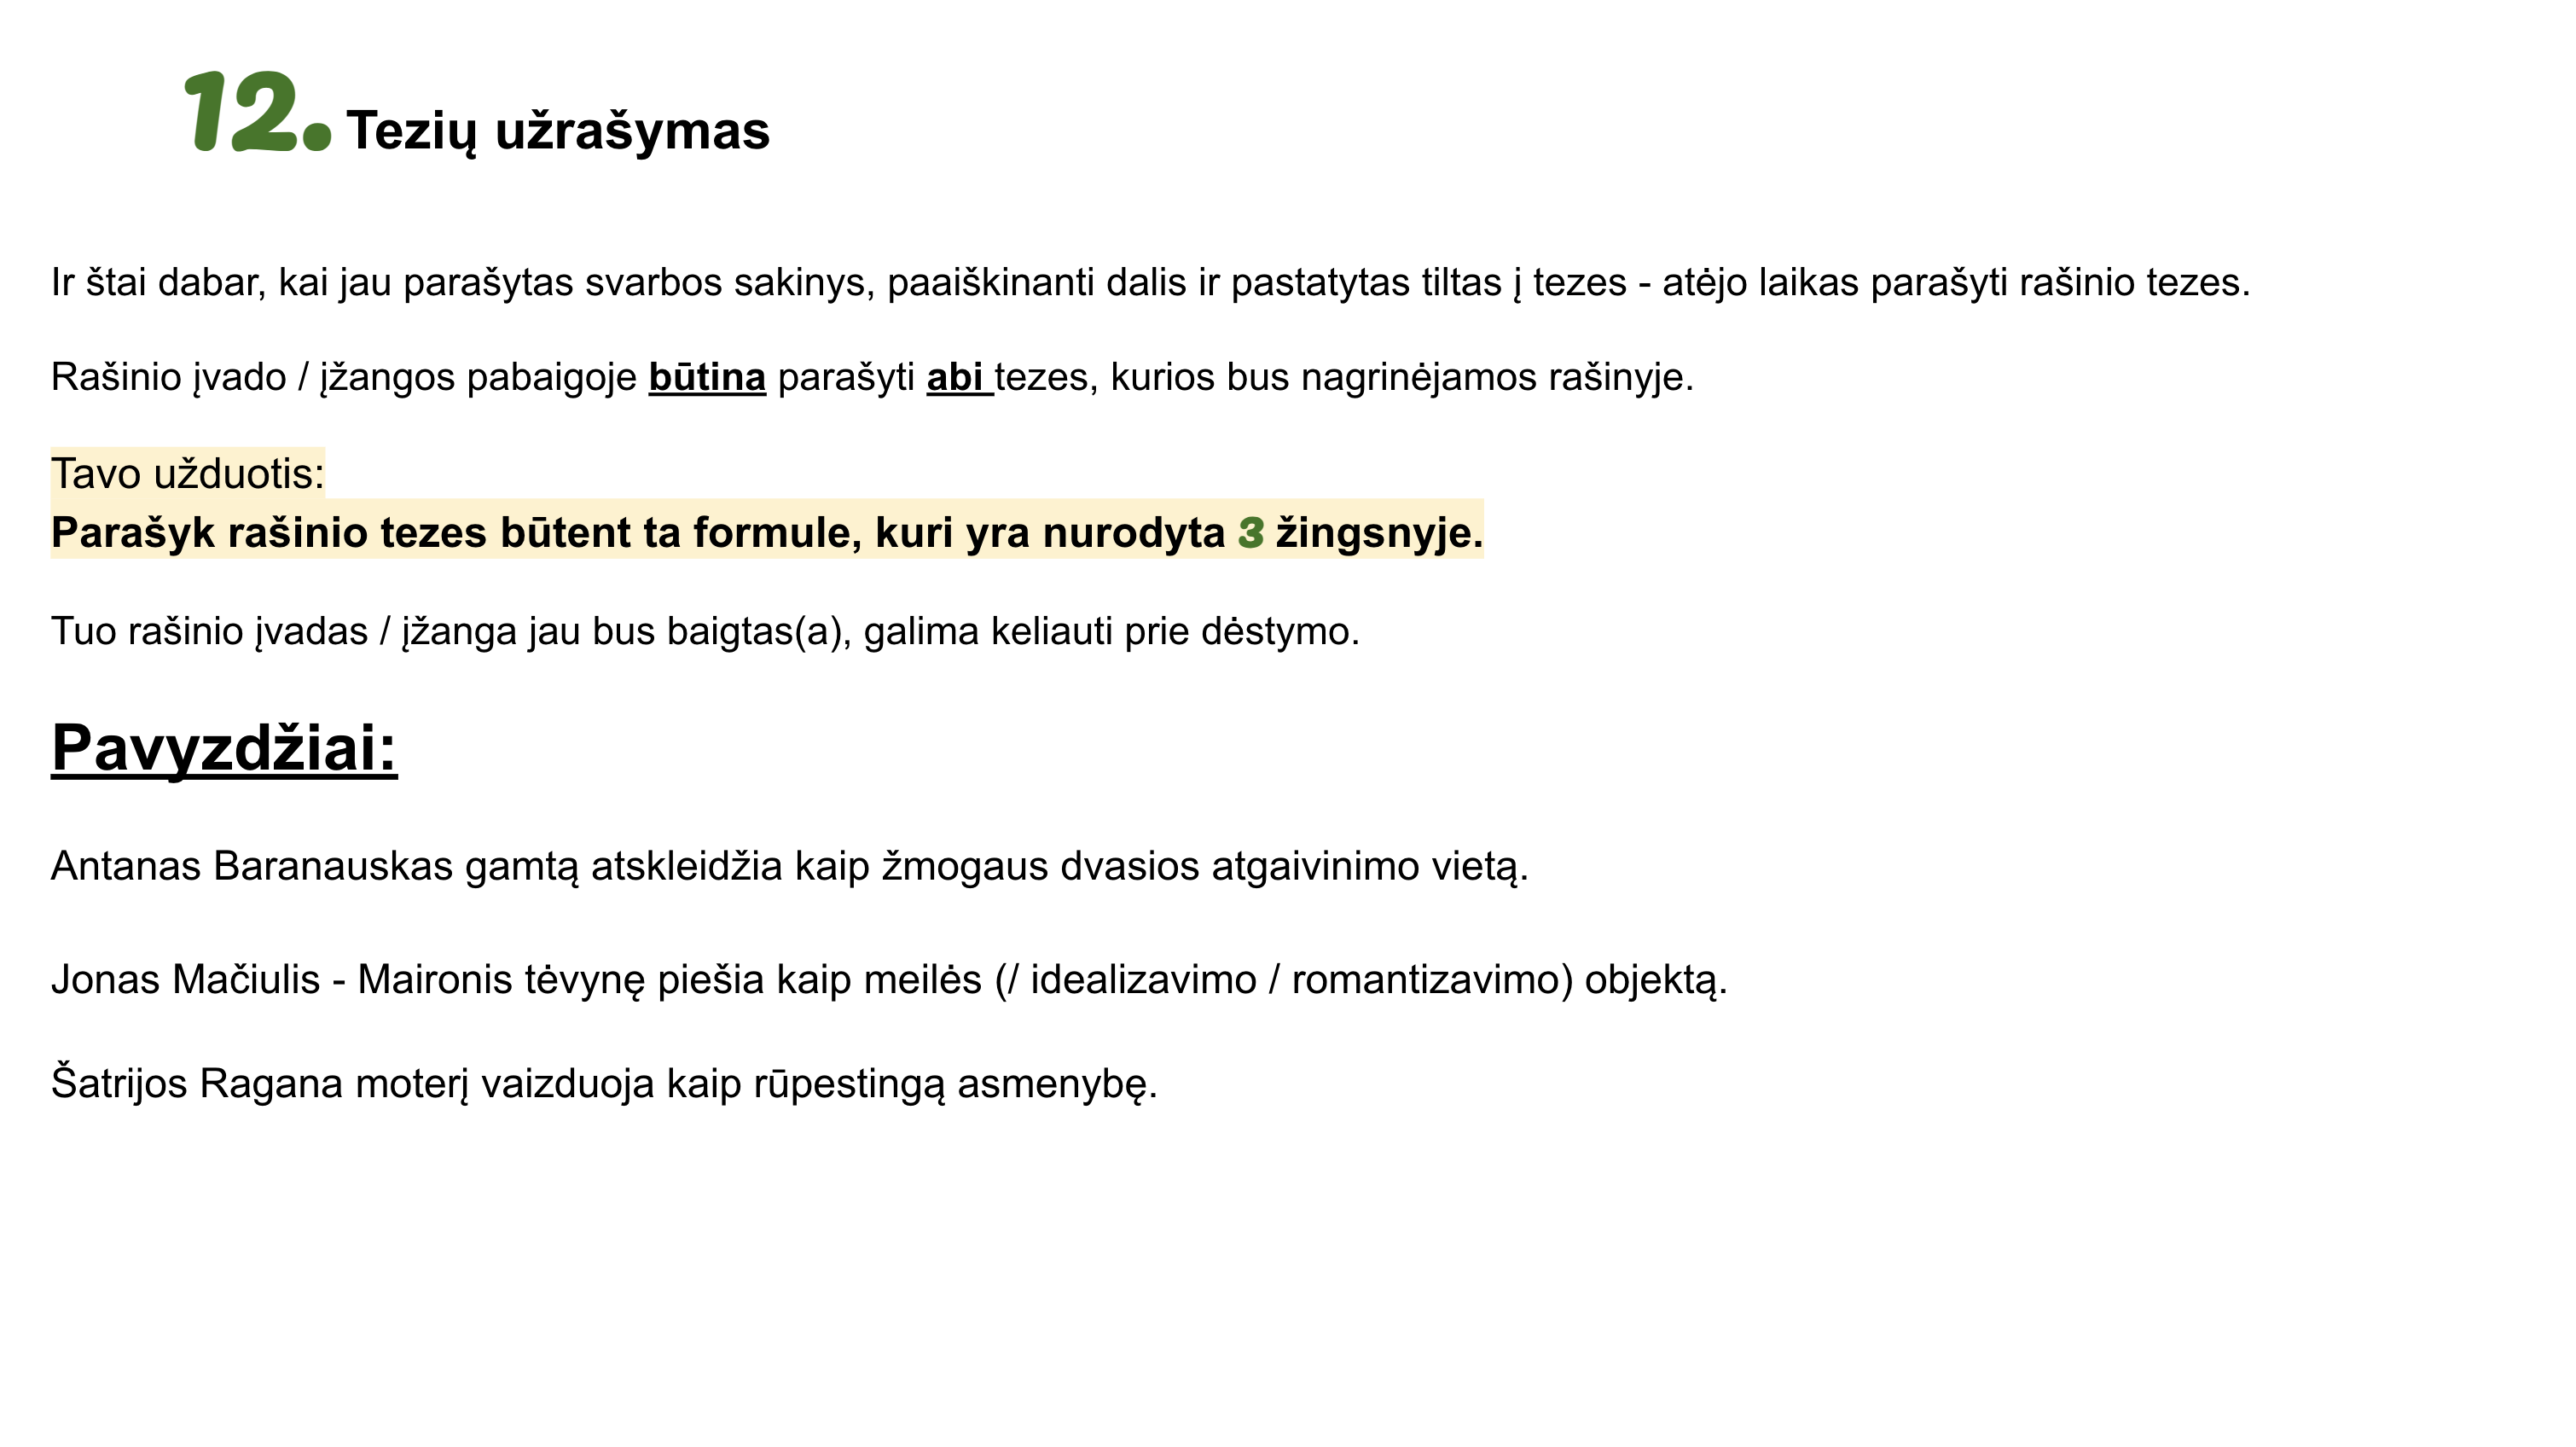 12. Tezių užrašymas
Ir štai dabar, kai jau parašytas svarbos sakinys, paaiškinanti dalis ir pastatytas tiltas į tezes - atėjo laikas parašyti rašinio tezes.
Rašinio įvado / įžangos pabaigoje būtina parašyti abi tezes, kurios bus nagrinėjamos rašinyje.
Tavo užduotis:
Parašyk rašinio tezes būtent ta formule, kuri yra nurodyta 3 žingsnyje.
Tuo rašinio įvadas / įžanga jau bus baigtas(a), galima keliauti prie dėstymo.
Pavyzdžiai:
Antanas Baranauskas gamtą atskleidžia kaip žmogaus dvasios atgaivinimo vietą.
Jonas Mačiulis - Maironis tėvynę piešia kaip meilės (/ idealizavimo / romantizavimo) objektą.
Šatrijos Ragana moterį vaizduoja kaip rūpestingą asmenybę.